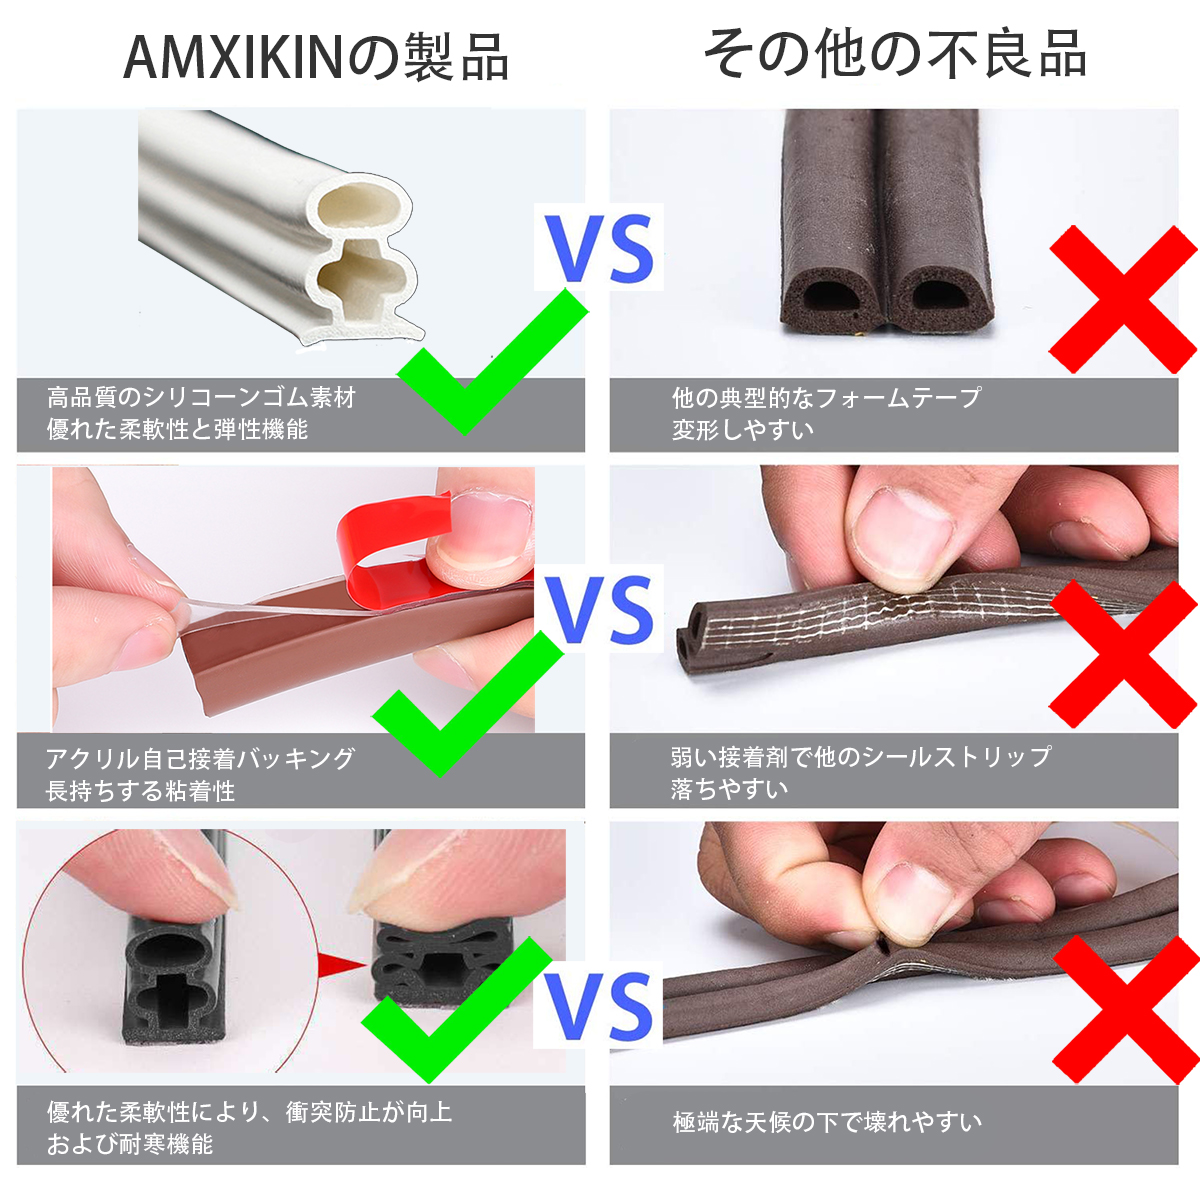 AMXIKINの製品
その他の不良品
VS
高品質のシリコーンゴム素材
優れた柔軟性と弾性機能
他の典型的なフォームテープ
変形しやすい
VS
アクリル自己接着バッキング
長持ちする粘着性
弱い接着剤で他のシールストリップ
落ちやすい
VS
優れた柔軟性により、衝突防止が向上
および耐寒機能
極端な天候の下で壊れやすい